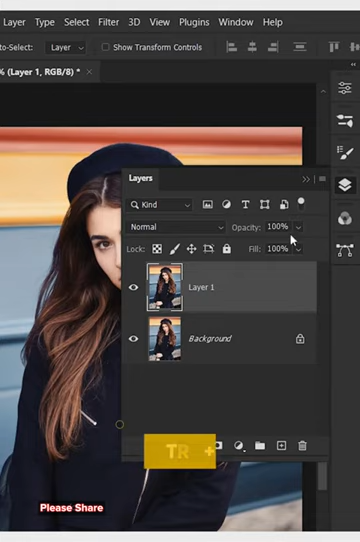 Layer Type Select Filter 3D View Plugins Window Help
to-Select: Layer Show Transform Controls
% (Layer 1, RGB/8) *
Layers
Kind
Normal Opacity: 100%
Lock: Fill: 100%
Layer 1
Background
TR +
Please Share